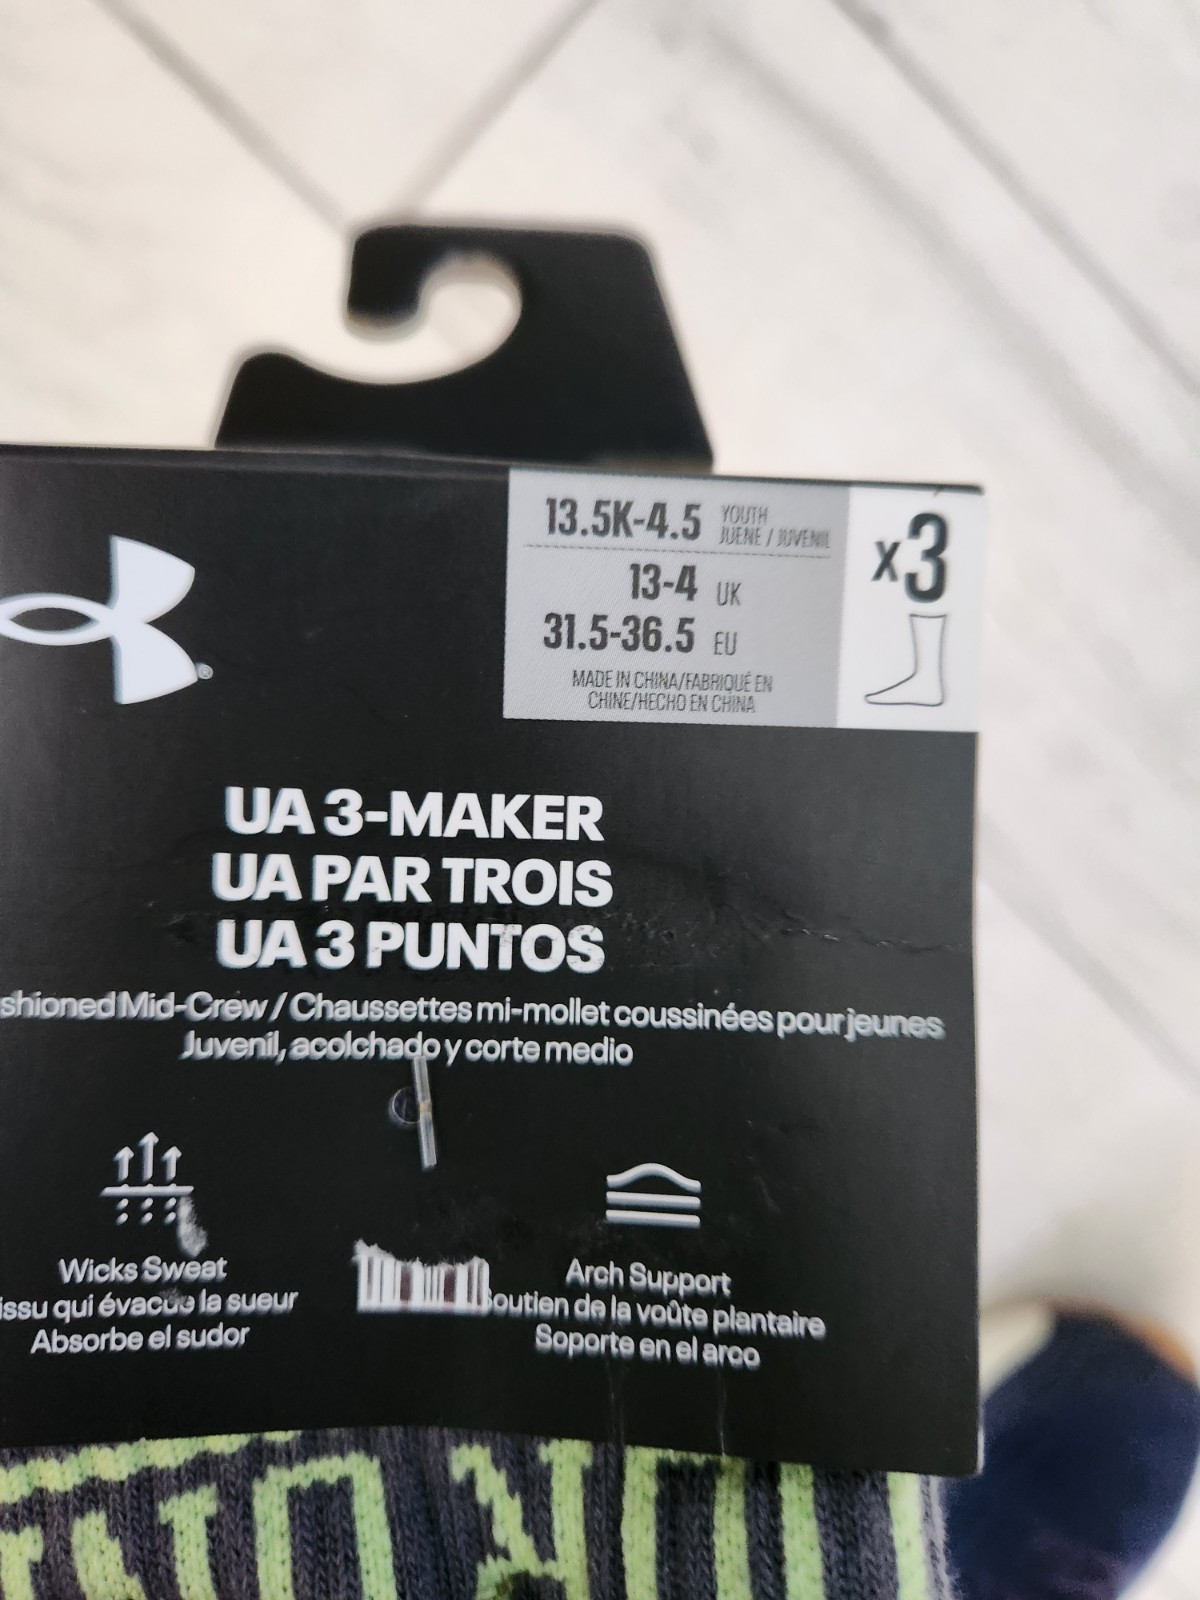 13.5K-4.5 YOUTH
JUENE / JUVENIL
13-4 UK
31.5-36.5 EU
MADE IN CHINA/FABRIQUÉ EN
CHINE/HECHO EN CHINA
x3
®
UA 3-MAKER
UA PAR TROIS
UA 3 PUNTOS
shioned Mid-Crew / Chaussettes mi-mollet coussinées pour jeunes
Juvenil, acolchado y corte medio
Wicks Sweat
issu qui évacue la sueur
Absorbe el sudor
Arch Support
Soutien de la voûte plantaire
Soporte en el arco